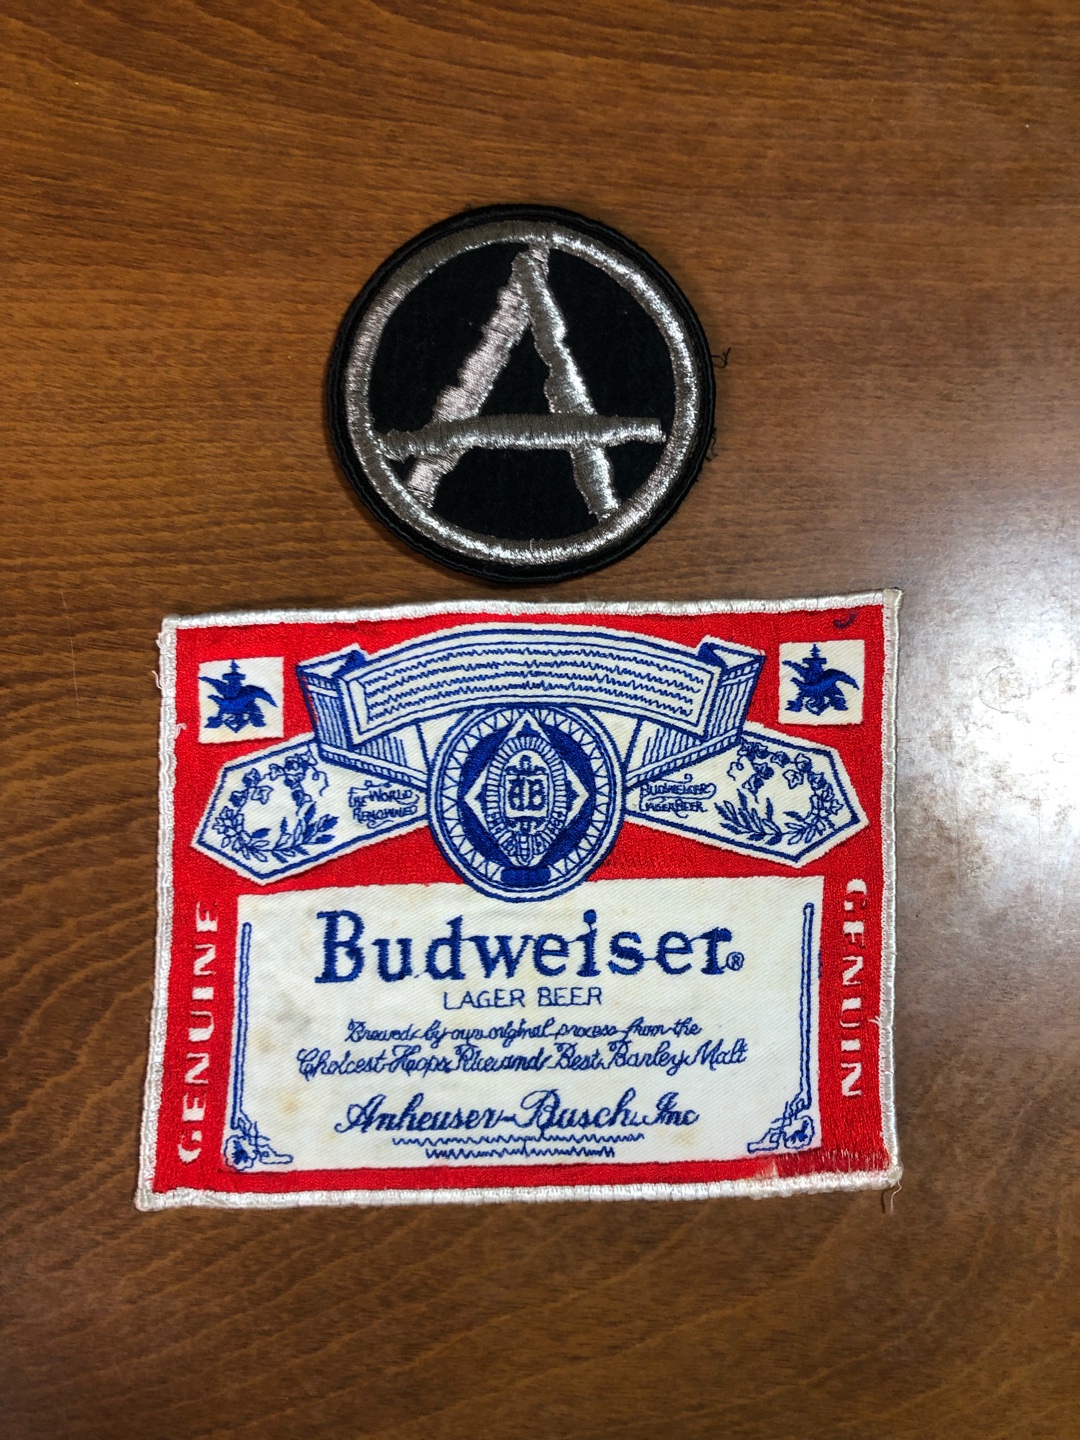 A
THE WORLD
RENOWNED
BUDWEISER
LAGER BEER
AB
GENUINE
Budweiser®
LAGER BEER
Brewed by our original process from the
Choicest Hops, Rice and Best Barley Malt
Anheuser-Busch, Inc
GENUIN